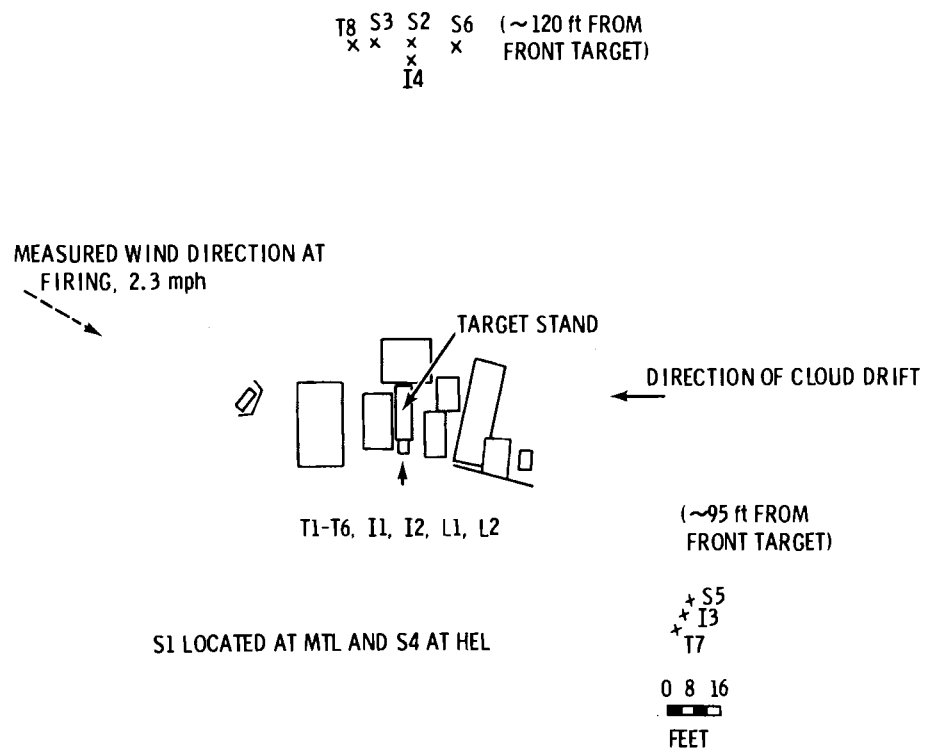 T8 S3 S2 S6 (~120 ft FROM
FRONT TARGET)
I4
MEASURED WIND DIRECTION AT
FIRING, 2.3 mph
TARGET STAND
DIRECTION OF CLOUD DRIFT
T1-T6, I1, I2, L1, L2
(~95 ft FROM
FRONT TARGET)
S5
I3
T7
S1 LOCATED AT MTL AND S4 AT HEL
0 8 16
FEET